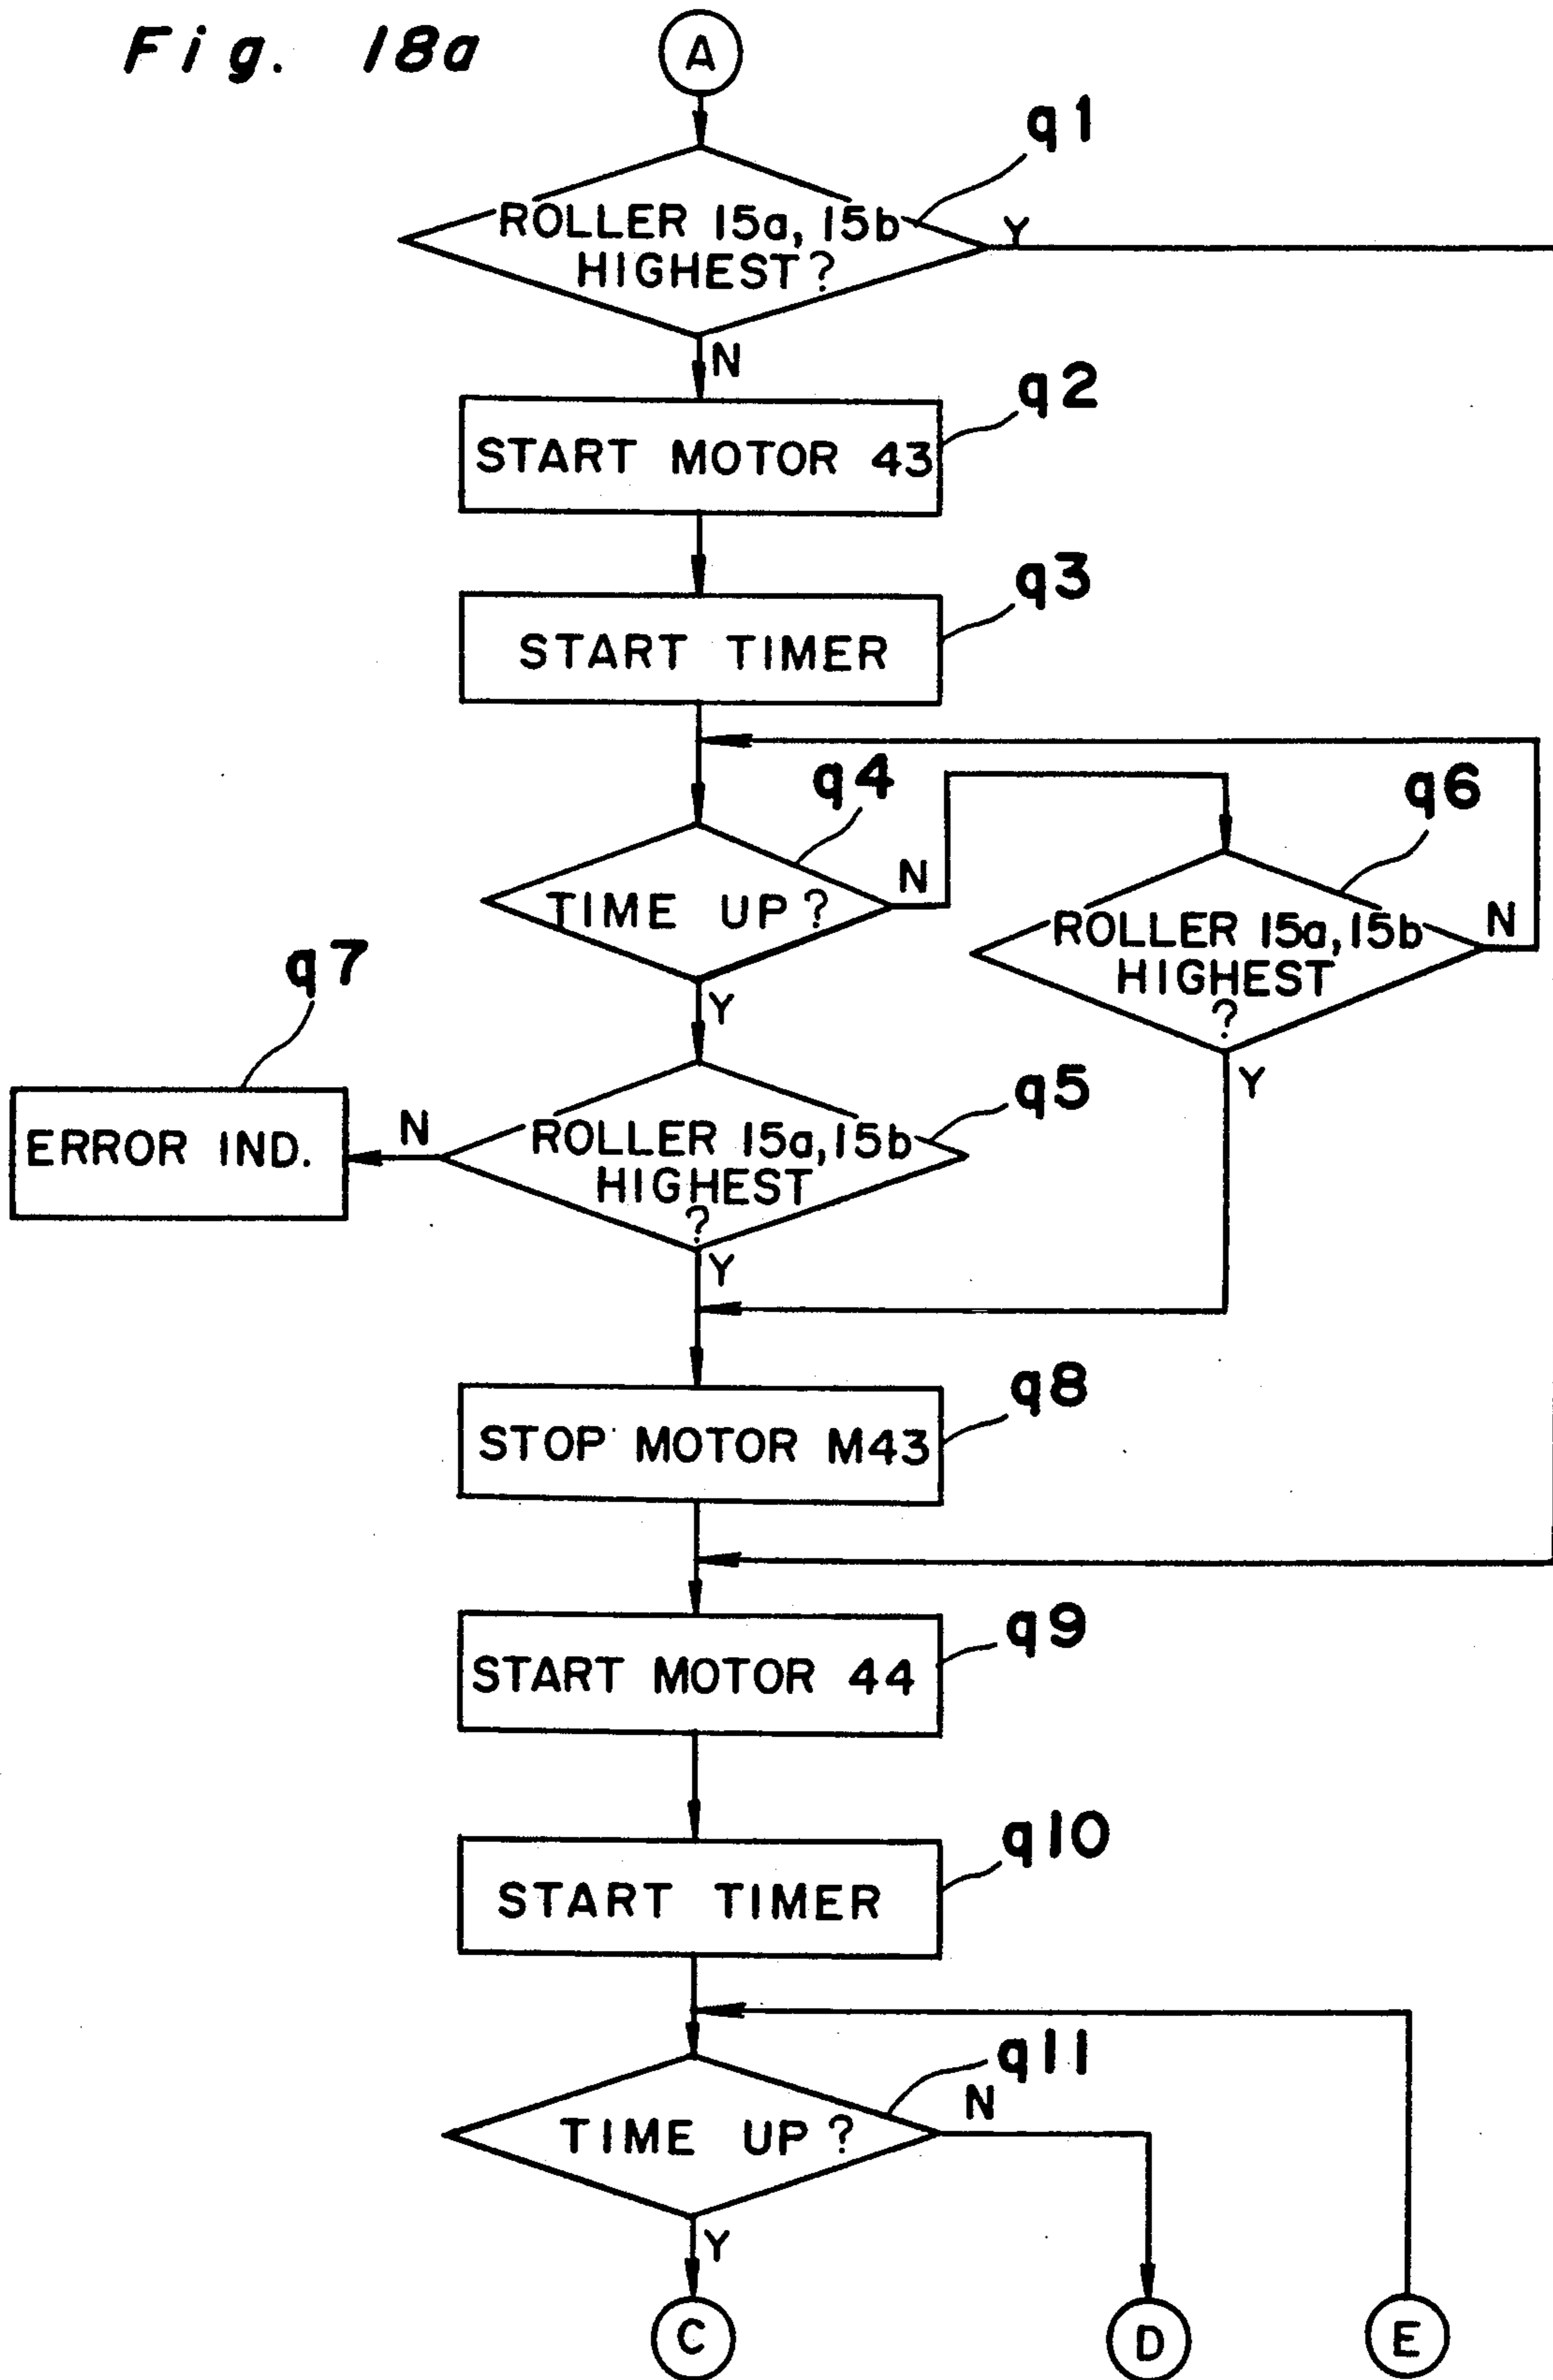 Fig. 18a
A
q1
ROLLER 15a, 15b
HIGHEST?
Y
N
q2
START MOTOR 43
q3
START TIMER
q4
q6
TIME UP?
N
ROLLER 15a, 15b
HIGHEST
?
N
Y
q7
Y
q5
ERROR IND.
N
ROLLER 15a, 15b
HIGHEST
?
Y
q8
STOP MOTOR M43
q9
START MOTOR 44
q10
START TIMER
q11
TIME UP?
N
Y
C
D
E